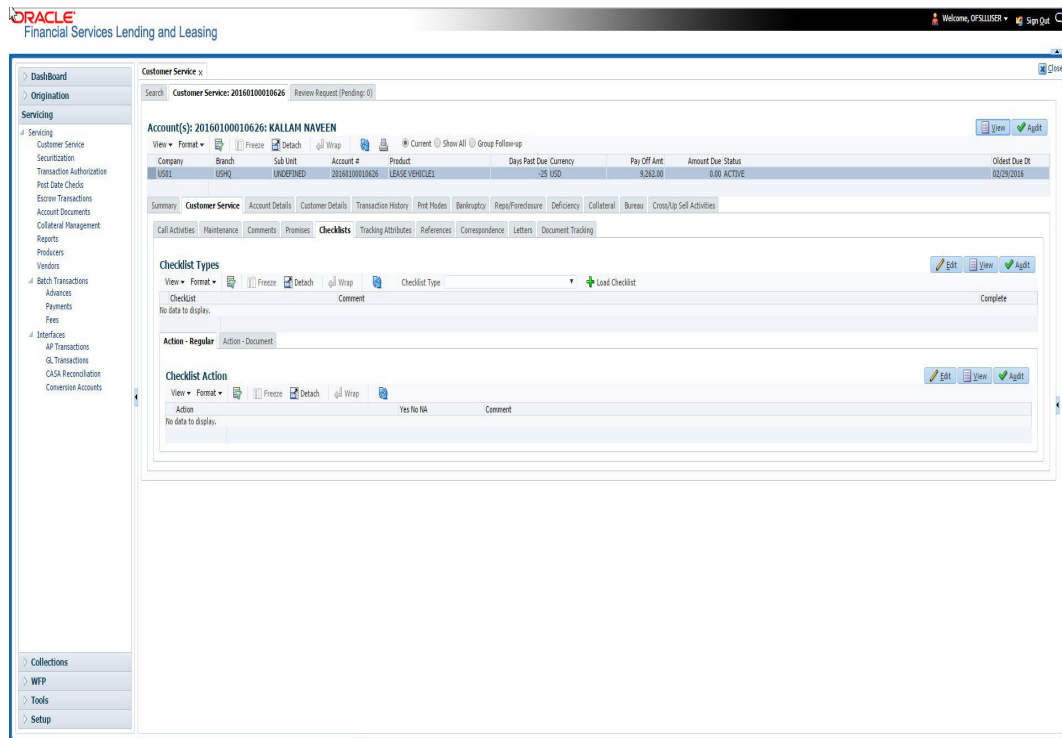 ORACLE
Financial Services Lending and Leasing
Welcome, OFSLLUSER
Sign Out
Close
DashBoard
Origination
Servicing
Servicing
Customer Service
Securitization
Transaction Authorization
Post Date Checks
Escrow Transactions
Account Documents
Collateral Management
Reports
Producers
Vendors
Batch Transactions
Advances
Payments
Fees
Interfaces
AP Transactions
GL Transactions
CASA Reconciliation
Conversion Accounts
Collections
WFP
Tools
Setup
Customer Service x
Search Customer Service: 20160100010626 Review Request (Pending: 0)
Account(s): 20160100010626: KALLAM NAVEEN
View Audit
View Format Freeze Detach Wrap Current Show All Group Follow-up
Company Branch Sub Unit Account # Product Days Past Due Currency Pay Off Amt Amount Due Status Oldest Due Dt
US01 USHQ UNDEFINED 20160100010626 LEASE VEHICLE1 -25 USD 9,262.00 0.00 ACTIVE 02/29/2016
Summary Customer Service Account Details Customer Details Transaction History Pmt Modes Bankruptcy Repo/Foreclosure Deficiency Collateral Bureau Cross/Up Sell Activities
Call Activities Maintenance Comments Promises Checklists Tracking Attributes References Correspondence Letters Document Tracking
Checklist Types
Edit View Audit
View Format Freeze Detach Wrap Checklist Type Load Checklist
CheckList Comment Complete
No data to display.
Action - Regular Action - Document
Checklist Action
Edit View Audit
View Format Freeze Detach Wrap
Action Yes No NA Comment
No data to display.